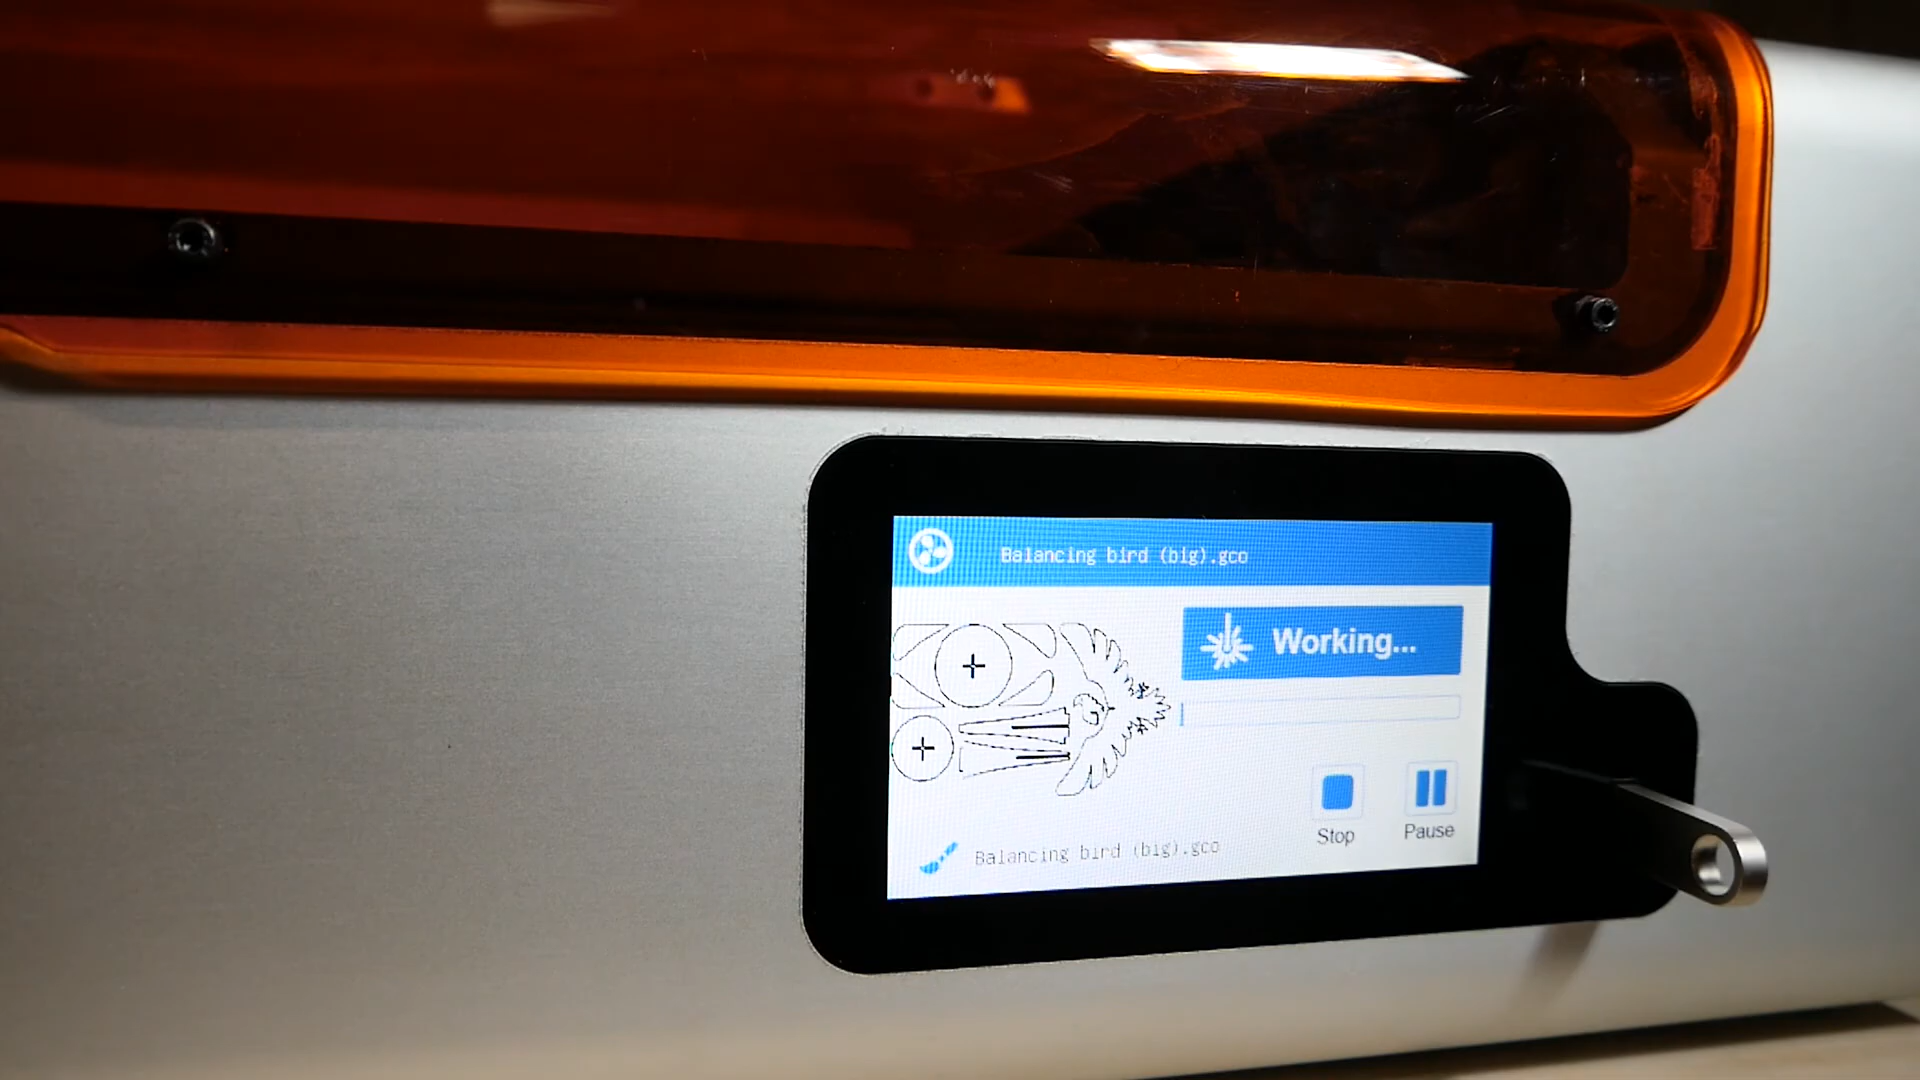 Balancing bird (big).gco
Working...
Stop
Pause
Balancing bird (big).gco